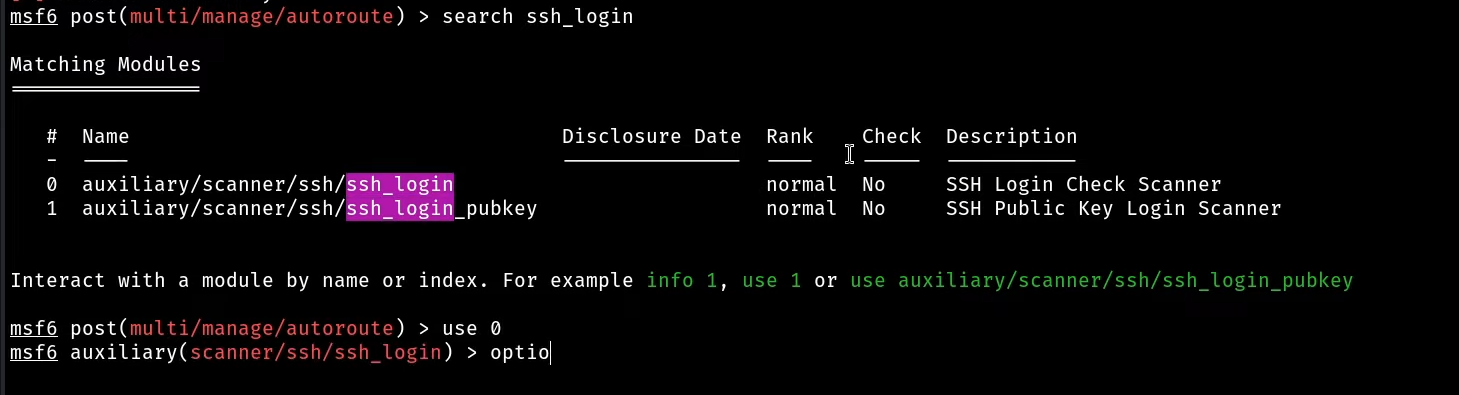 msf6 post(multi/manage/autoroute) > search ssh_login
Matching Modules
================
# Name Disclosure Date Rank Check Description
- ---- --------------- ---- ----- -----------
0 auxiliary/scanner/ssh/ssh_login normal No SSH Login Check Scanner
1 auxiliary/scanner/ssh/ssh_login_pubkey normal No SSH Public Key Login Scanner
Interact with a module by name or index. For example info 1, use 1 or use auxiliary/scanner/ssh/ssh_login_pubkey
msf6 post(multi/manage/autoroute) > use 0
msf6 auxiliary(scanner/ssh/ssh_login) > optio